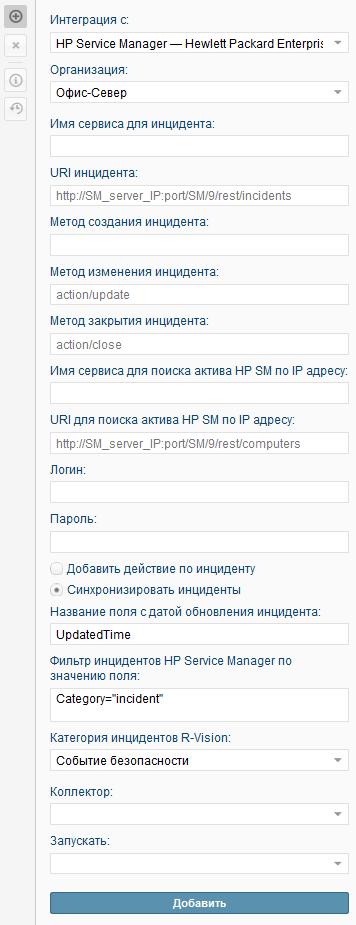 Интеграция с:
HP Service Manager — Hewlett Packard Enterpris
Организация:
Офис-Север
Имя сервиса для инцидента:
URI инцидента:
http://SM_server_IP:port/SM/9/rest/incidents
Метод создания инцидента:
Метод изменения инцидента:
action/update
Метод закрытия инцидента:
action/close
Имя сервиса для поиска актива HP SM по IP адресу:
URI для поиска актива HP SM по IP адресу:
http://SM_server_IP:port/SM/9/rest/computers
Логин:
Пароль:
Добавить действие по инциденту
Синхронизировать инциденты
Название поля с датой обновления инцидента:
UpdatedTime
Фильтр инцидентов HP Service Manager по
значению поля:
Category="incident"
Категория инцидентов R-Vision:
Событие безопасности
Коллектор:
Запускать:
Добавить